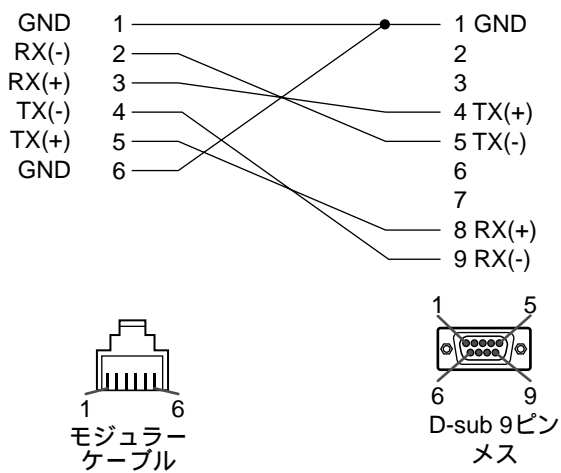 GND 1 1 GND
RX(-) 2 2
RX(+) 3 3
TX(-) 4 4 TX(+)
TX(+) 5 5 TX(-)
GND 6 6
7
8 RX(+)
9 RX(-)
1 5
1 6 6 9
モジュラー
ケーブル
D-sub 9ピン
メス